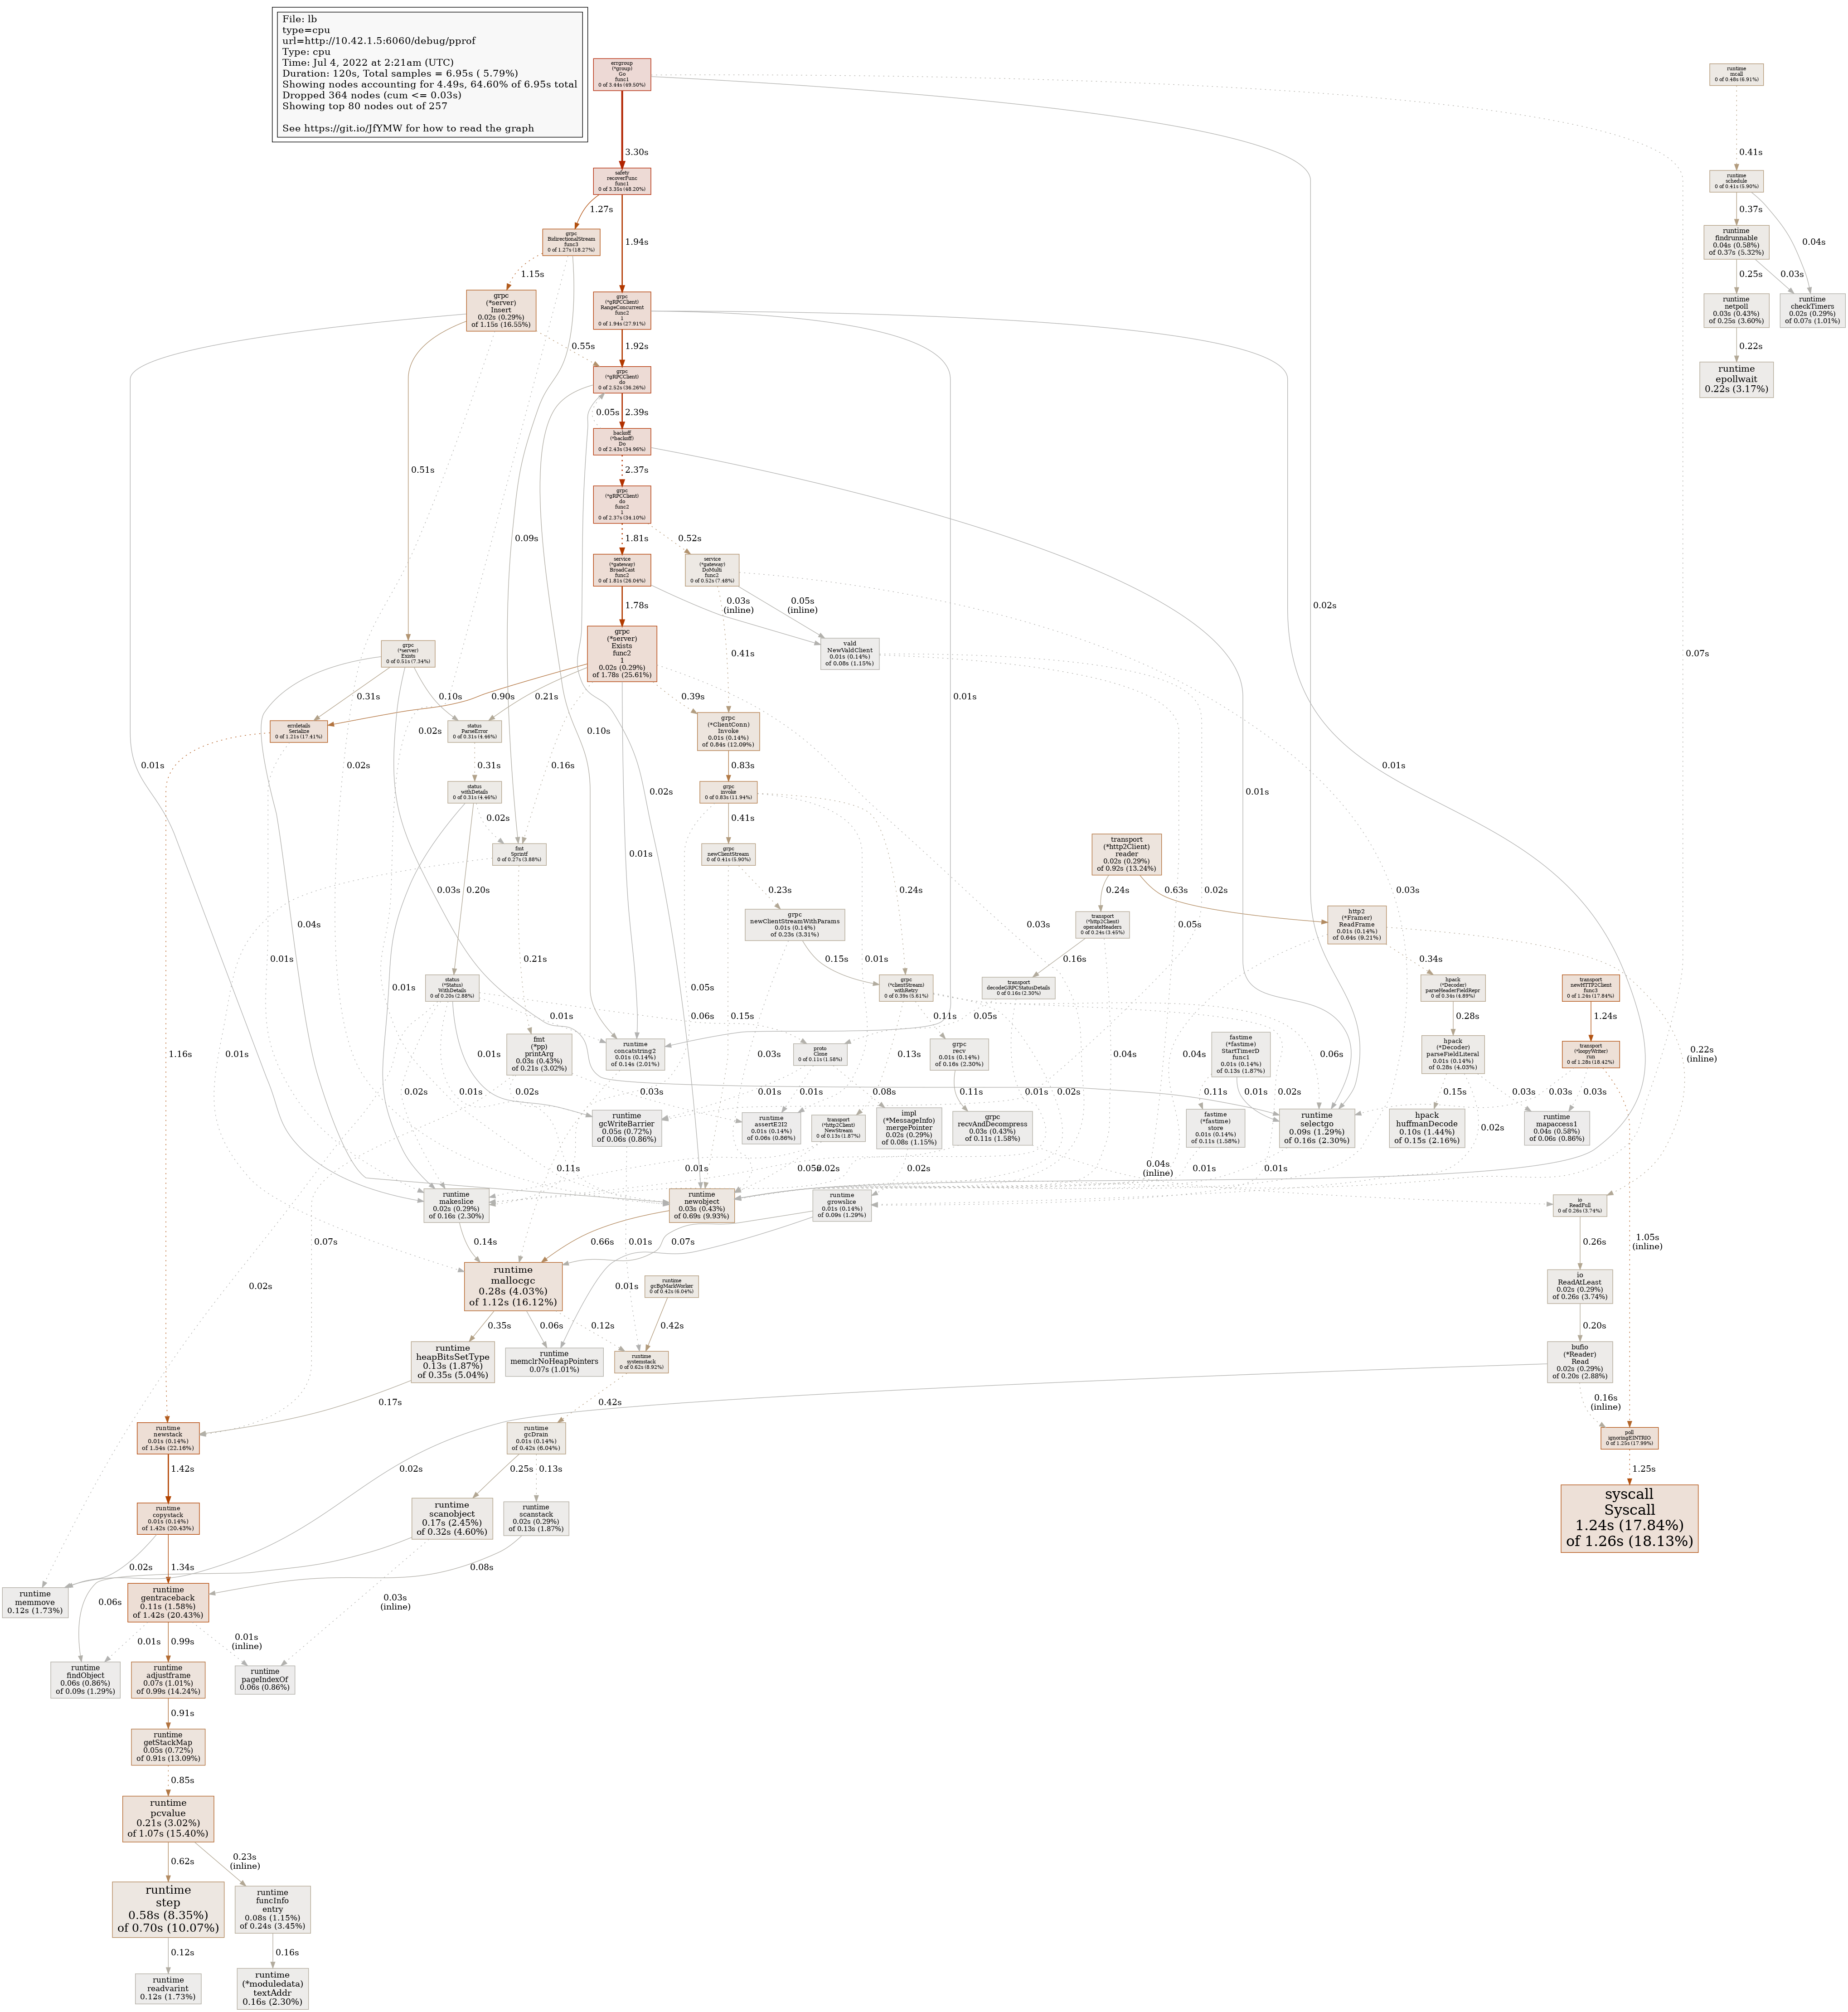 File: lb
type=cpu
url=http://10.42.1.5:6060/debug/pprof
Type: cpu
Time: Jul 4, 2022 at 2:21am (UTC)
Duration: 120s, Total samples = 6.95s ( 5.79%)
Showing nodes accounting for 4.49s, 64.60% of 6.95s total
Dropped 364 nodes (cum <= 0.03s)
Showing top 80 nodes out of 257
See https://git.io/JfYMW for how to read the graph
errgroup
(*group)
Go
func1
0 of 3.44s (49.50%)
runtime
mcall
0 of 0.48s (6.91%)
3.30s
0.41s
safety
recoverFunc
func1
0 of 3.35s (48.20%)
runtime
schedule
0 of 0.41s (5.90%)
1.27s
1.94s
0.37s
0.04s
grpc
BidirectionalStream
func3
0 of 1.27s (18.27%)
runtime
findrunnable
0.04s (0.58%)
of 0.37s (5.32%)
1.15s
0.25s
0.03s
grpc
(*server)
Insert
0.02s (0.29%)
of 1.15s (16.55%)
grpc
(*gRPCClient)
RangeConcurrent
func2
1
0 of 1.94s (27.91%)
runtime
netpoll
0.03s (0.43%)
of 0.25s (3.60%)
runtime
checkTimers
0.02s (0.29%)
of 0.07s (1.01%)
0.55s
1.92s
0.22s
grpc
(*gRPCClient)
do
0 of 2.52s (36.26%)
runtime
epollwait
0.22s (3.17%)
0.05s
2.39s
backoff
(*backoff)
Do
0 of 2.43s (34.96%)
0.51s
2.37s
grpc
(*gRPCClient)
do
func2
1
0 of 2.37s (34.10%)
0.09s
1.81s
0.52s
service
(*gateway)
BroadCast
func2
0 of 1.81s (26.04%)
service
(*gateway)
DoMulti
func2
0 of 0.52s (7.48%)
1.78s
0.03s
(inline)
0.05s
(inline)
0.02s
grpc
(*server)
Exists
0 of 0.51s (7.34%)
grpc
(*server)
Exists
func2
1
0.02s (0.29%)
of 1.78s (25.61%)
vald
NewValdClient
0.01s (0.14%)
of 0.08s (1.15%)
0.41s
0.07s
0.31s
0.10s
0.90s
0.21s
0.39s
0.01s
errdetails
Serialize
0 of 1.21s (17.41%)
status
ParseError
0 of 0.31s (4.46%)
grpc
(*ClientConn)
Invoke
0.01s (0.14%)
of 0.84s (12.09%)
0.02s
0.02s
0.10s
0.01s
0.31s
0.16s
0.83s
0.01s
status
withDetails
0 of 0.31s (4.46%)
grpc
invoke
0 of 0.83s (11.94%)
0.02s
0.01s
0.02s
0.41s
fmt
Sprintf
0 of 0.27s (3.88%)
grpc
newClientStream
0 of 0.41s (5.90%)
transport
(*http2Client)
reader
0.02s (0.29%)
of 0.92s (13.24%)
0.01s
0.03s
0.20s
0.23s
0.24s
0.24s
0.63s
0.02s
0.03s
grpc
newClientStreamWithParams
0.01s (0.14%)
of 0.23s (3.31%)
transport
(*http2Client)
operateHeaders
0 of 0.24s (3.45%)
http2
(*Framer)
ReadFrame
0.01s (0.14%)
of 0.64s (9.21%)
0.04s
0.03s
0.05s
0.01s
0.21s
0.01s
0.15s
0.16s
0.34s
status
(*Status)
WithDetails
0 of 0.20s (2.88%)
grpc
(*clientStream)
withRetry
0 of 0.39s (5.61%)
transport
decodeGRPCStatusDetails
0 of 0.16s (2.30%)
hpack
(*Decoder)
parseHeaderFieldRepr
0 of 0.34s (4.89%)
transport
newHTTP2Client
func3
0 of 1.24s (17.84%)
0.01s
0.01s
0.05s
0.06s
0.15s
0.11s
0.05s
0.28s
1.24s
fmt
(*pp)
printArg
0.03s (0.43%)
of 0.21s (3.02%)
runtime
concatstring2
0.01s (0.14%)
of 0.14s (2.01%)
proto
Clone
0 of 0.11s (1.58%)
grpc
recv
0.01s (0.14%)
of 0.16s (2.30%)
fastime
(*fastime)
StartTimerD
func1
0.01s (0.14%)
of 0.13s (1.87%)
hpack
(*Decoder)
parseFieldLiteral
0.01s (0.14%)
of 0.28s (4.03%)
transport
(*loopyWriter)
run
0 of 1.28s (18.42%)
1.16s
0.01s
0.01s
0.03s
0.13s
0.04s
0.04s
0.06s
0.22s
(inline)
0.02s
0.01s
0.02s
0.03s
0.01s
0.01s
0.08s
0.11s
0.01s
0.02s
0.11s
0.01s
0.02s
0.15s
0.03s
0.03s
0.03s
runtime
gcWriteBarrier
0.05s (0.72%)
of 0.06s (0.86%)
runtime
assertE2I2
0.01s (0.14%)
of 0.06s (0.86%)
transport
(*http2Client)
NewStream
0 of 0.13s (1.87%)
impl
(*MessageInfo)
mergePointer
0.02s (0.29%)
of 0.08s (1.15%)
grpc
recvAndDecompress
0.03s (0.43%)
of 0.11s (1.58%)
fastime
(*fastime)
store
0.01s (0.14%)
of 0.11s (1.58%)
runtime
selectgo
0.09s (1.29%)
of 0.16s (2.30%)
hpack
huffmanDecode
0.10s (1.44%)
of 0.15s (2.16%)
runtime
mapaccess1
0.04s (0.58%)
of 0.06s (0.86%)
0.02s
0.11s
0.01s
0.05s
0.02s
0.02s
0.04s
(inline)
0.01s
0.01s
runtime
makeslice
0.02s (0.29%)
of 0.16s (2.30%)
runtime
newobject
0.03s (0.43%)
of 0.69s (9.93%)
runtime
growslice
0.01s (0.14%)
of 0.09s (1.29%)
io
ReadFull
0 of 0.26s (3.74%)
0.07s
0.14s
0.66s
0.01s
0.07s
0.26s
1.05s
(inline)
0.02s
runtime
mallocgc
0.28s (4.03%)
of 1.12s (16.12%)
0.01s
runtime
gcBgMarkWorker
0 of 0.42s (6.04%)
io
ReadAtLeast
0.02s (0.29%)
of 0.26s (3.74%)
0.35s
0.06s
0.12s
0.42s
0.20s
runtime
heapBitsSetType
0.13s (1.87%)
of 0.35s (5.04%)
runtime
memclrNoHeapPointers
0.07s (1.01%)
runtime
systemstack
0 of 0.62s (8.92%)
bufio
(*Reader)
Read
0.02s (0.29%)
of 0.20s (2.88%)
0.17s
0.42s
0.16s
(inline)
runtime
newstack
0.01s (0.14%)
of 1.54s (22.16%)
runtime
gcDrain
0.01s (0.14%)
of 0.42s (6.04%)
poll
ignoringEINTRIO
0 of 1.25s (17.99%)
1.42s
0.02s
0.25s
0.13s
1.25s
runtime
copystack
0.01s (0.14%)
of 1.42s (20.43%)
runtime
scanobject
0.17s (2.45%)
of 0.32s (4.60%)
runtime
scanstack
0.02s (0.29%)
of 0.13s (1.87%)
syscall
Syscall
1.24s (17.84%)
of 1.26s (18.13%)
0.02s
1.34s
0.08s
runtime
memmove
0.12s (1.73%)
0.06s
runtime
gentraceback
0.11s (1.58%)
of 1.42s (20.43%)
0.03s
(inline)
0.01s
0.99s
0.01s
(inline)
runtime
findObject
0.06s (0.86%)
of 0.09s (1.29%)
runtime
adjustframe
0.07s (1.01%)
of 0.99s (14.24%)
runtime
pageIndexOf
0.06s (0.86%)
0.91s
runtime
getStackMap
0.05s (0.72%)
of 0.91s (13.09%)
0.85s
runtime
pcvalue
0.21s (3.02%)
of 1.07s (15.40%)
0.62s
0.23s
(inline)
runtime
step
0.58s (8.35%)
of 0.70s (10.07%)
runtime
funcInfo
entry
0.08s (1.15%)
of 0.24s (3.45%)
0.12s
0.16s
runtime
readvarint
0.12s (1.73%)
runtime
(*moduledata)
textAddr
0.16s (2.30%)